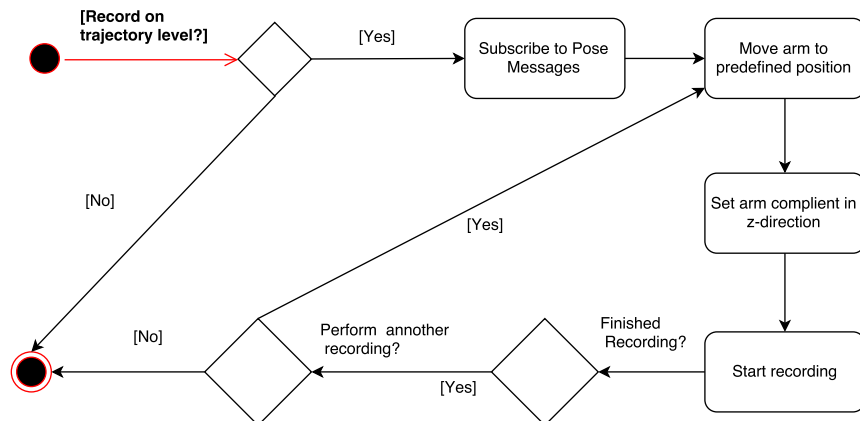 [Record on
trajectory level?]
[Yes]
Subscribe to Pose
Messages
Move arm to
predefined position
[No]
[Yes]
Set arm complient in
z-direction
[No]
Perform annother
recording?
[Yes]
Finished
Recording?
Start recording